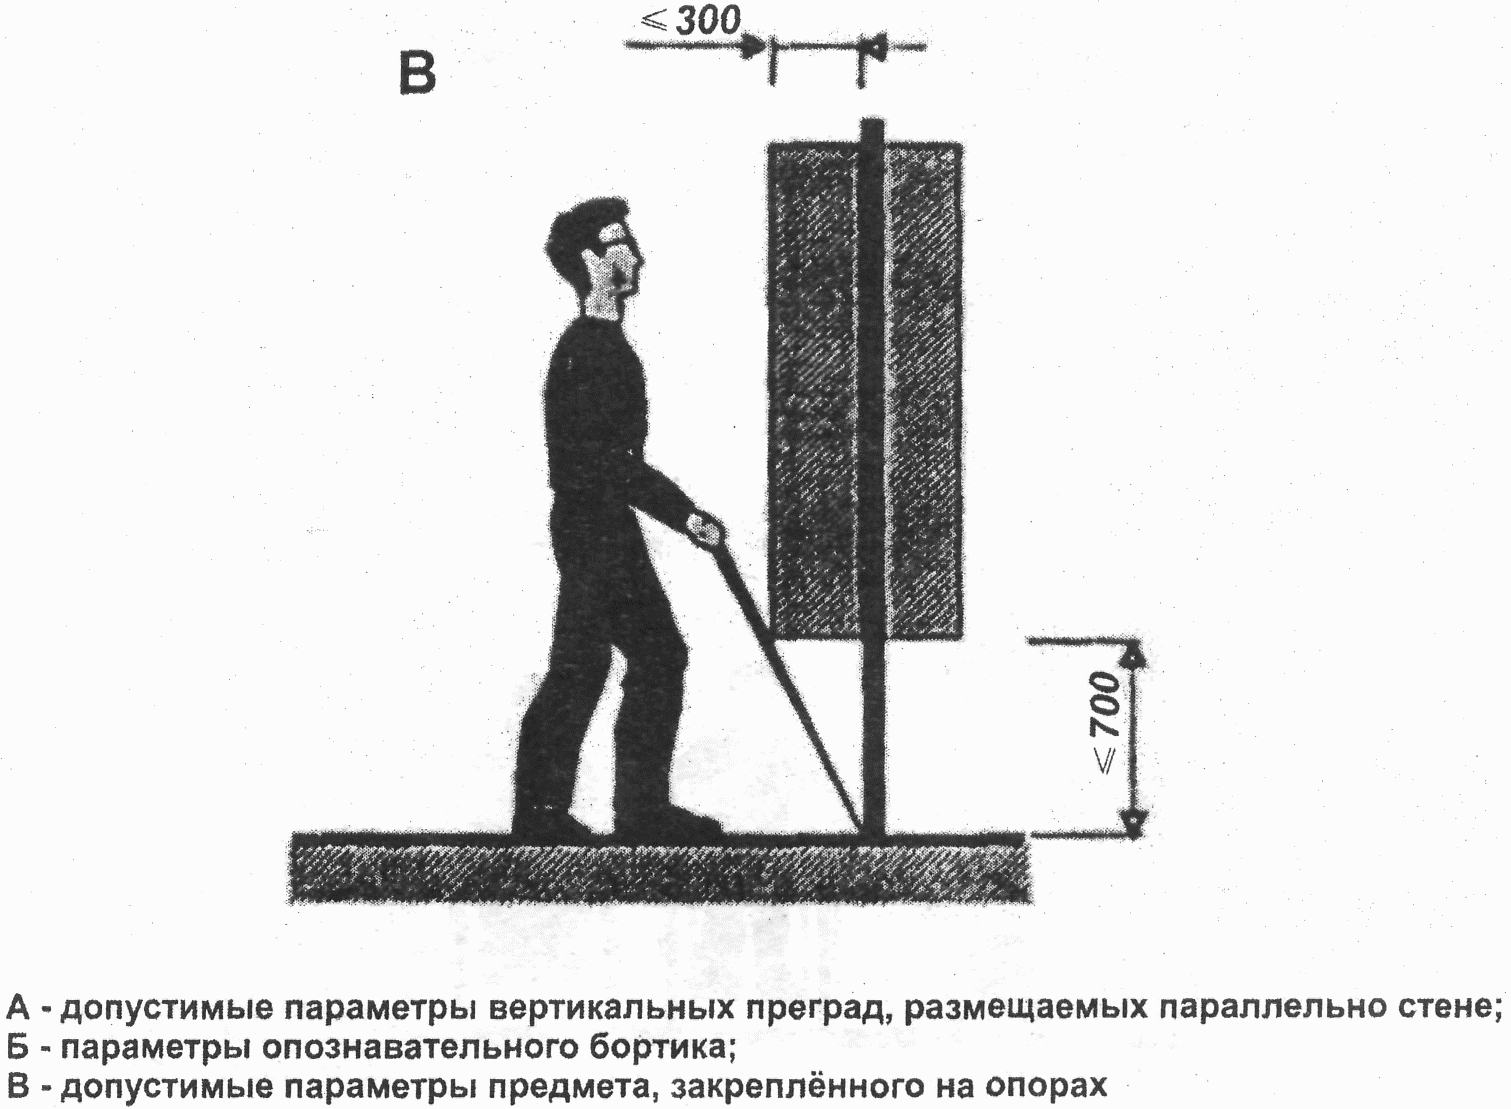 ⩽ 300
В
⩽ 700
А - допустимые параметры вертикальных преград, размещаемых параллельно стене;
Б - параметры опознавательного бортика;
В - допустимые параметры предмета, закреплённого на опорах